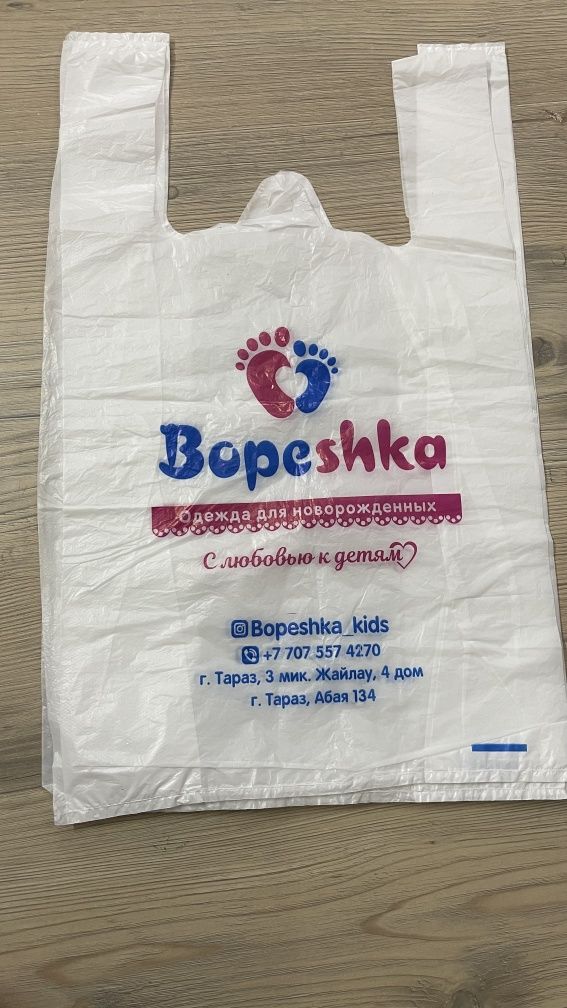 Bopeshka
Одежда для новорожденных
С любовью к детям
Bopeshka_kids
+7 707 557 4270
г. Тараз, 3 мик. Жайлау, 4 дом
г. Тараз, Абая 134